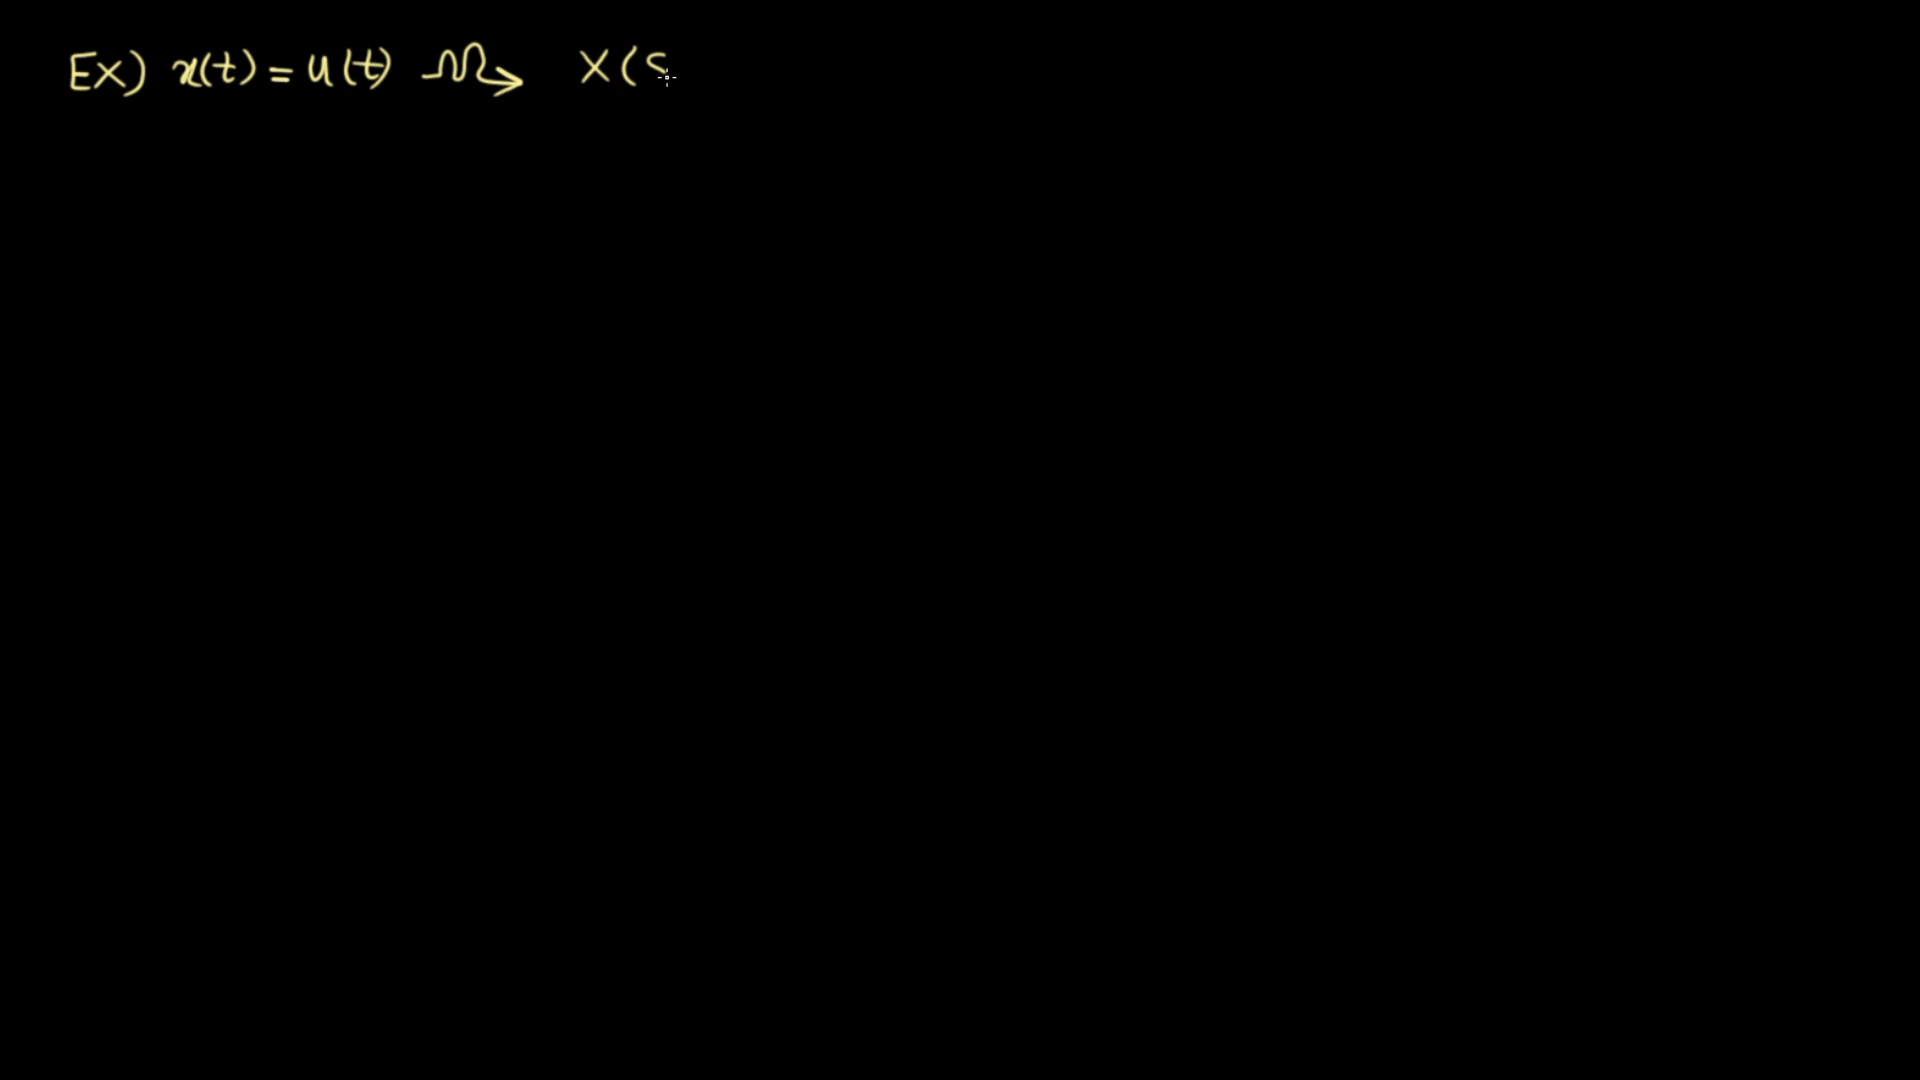 Ex) x(t) = u(t) → X(s